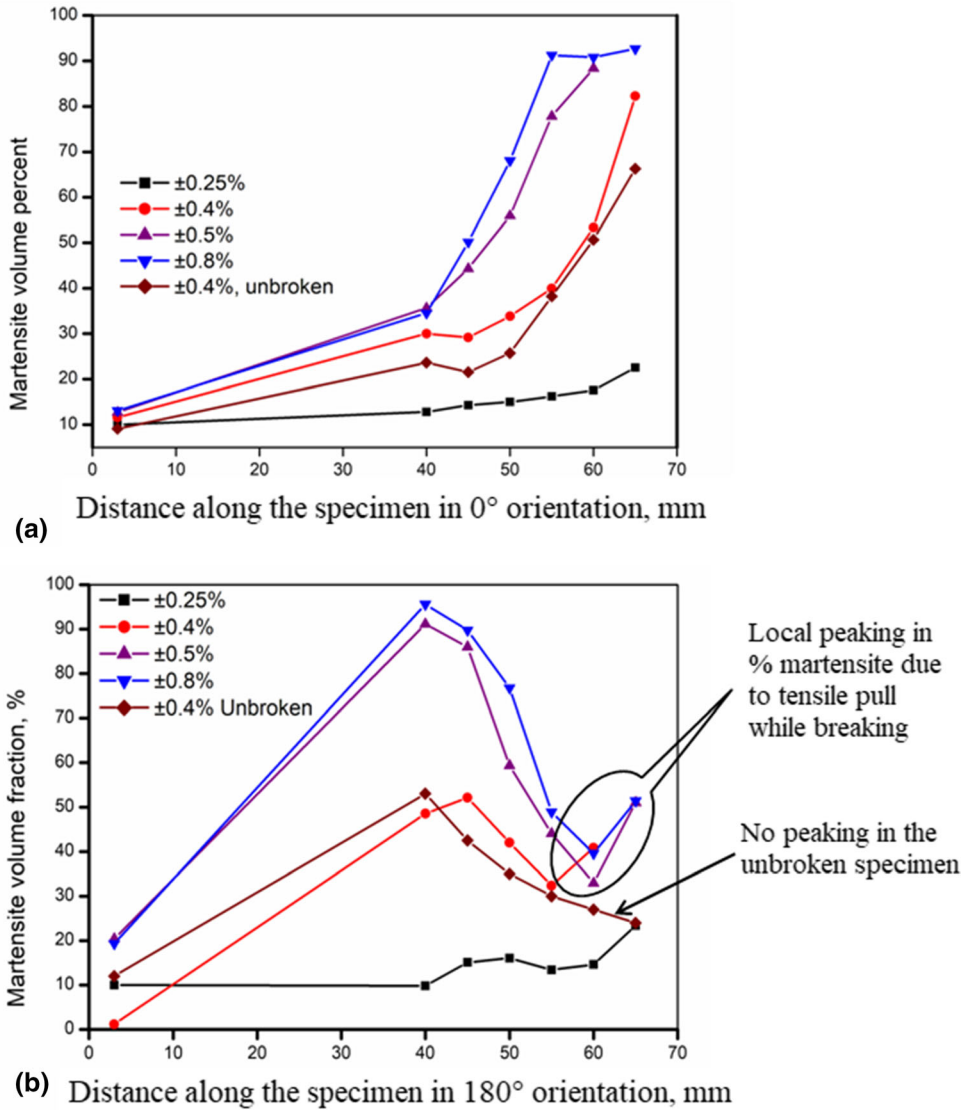 100
90
80
70
60
50
40
30
20
10
Martensite volume percent
±0.25%
±0.4%
±0.5%
±0.8%
±0.4%, unbroken
0 10 20 30 40 50 60 70
Distance along the specimen in 0° orientation, mm
(a)
100
90
80
70
60
50
40
30
20
10
0
Martensite volume fraction, %
±0.25%
±0.4%
±0.5%
±0.8%
±0.4% Unbroken
Local peaking in
% martensite due
to tensile pull
while breaking
No peaking in the
unbroken specimen
0 10 20 30 40 50 60 70
(b)
Distance along the specimen in 180° orientation, mm